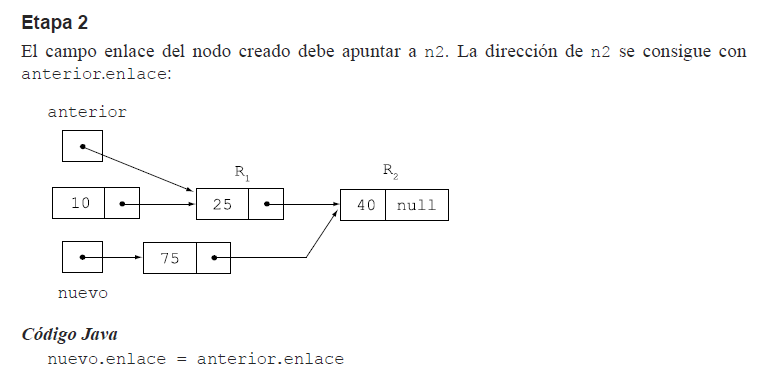 Etapa 2
El campo enlace del nodo creado debe apuntar a n2. La dirección de n2 se consigue con
anterior.enlace:
anterior
R1 R2
10 25 40 null
75
nuevo
Código Java
nuevo.enlace = anterior.enlace